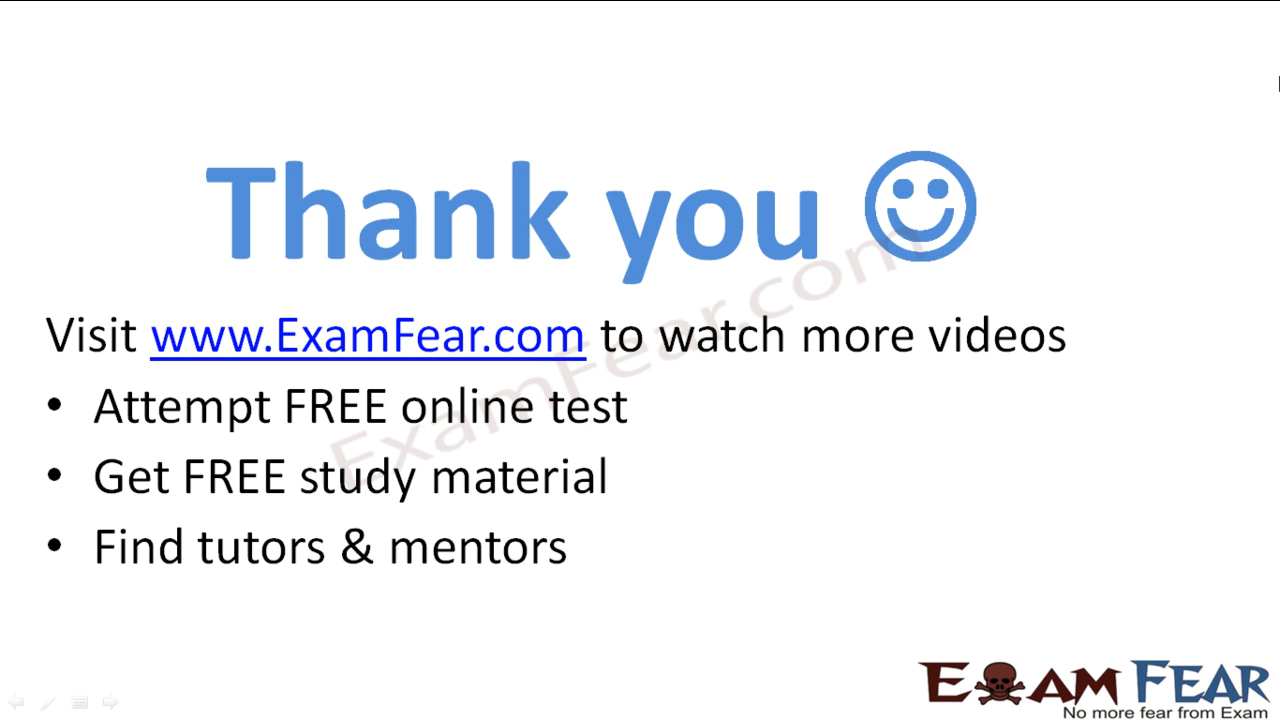 Thank you ☺
Visit www.ExamFear.com to watch more videos
• Attempt FREE online test
• Get FREE study material
• Find tutors & mentors
ExamFear.com
EXAM FEAR
No more fear from Exam